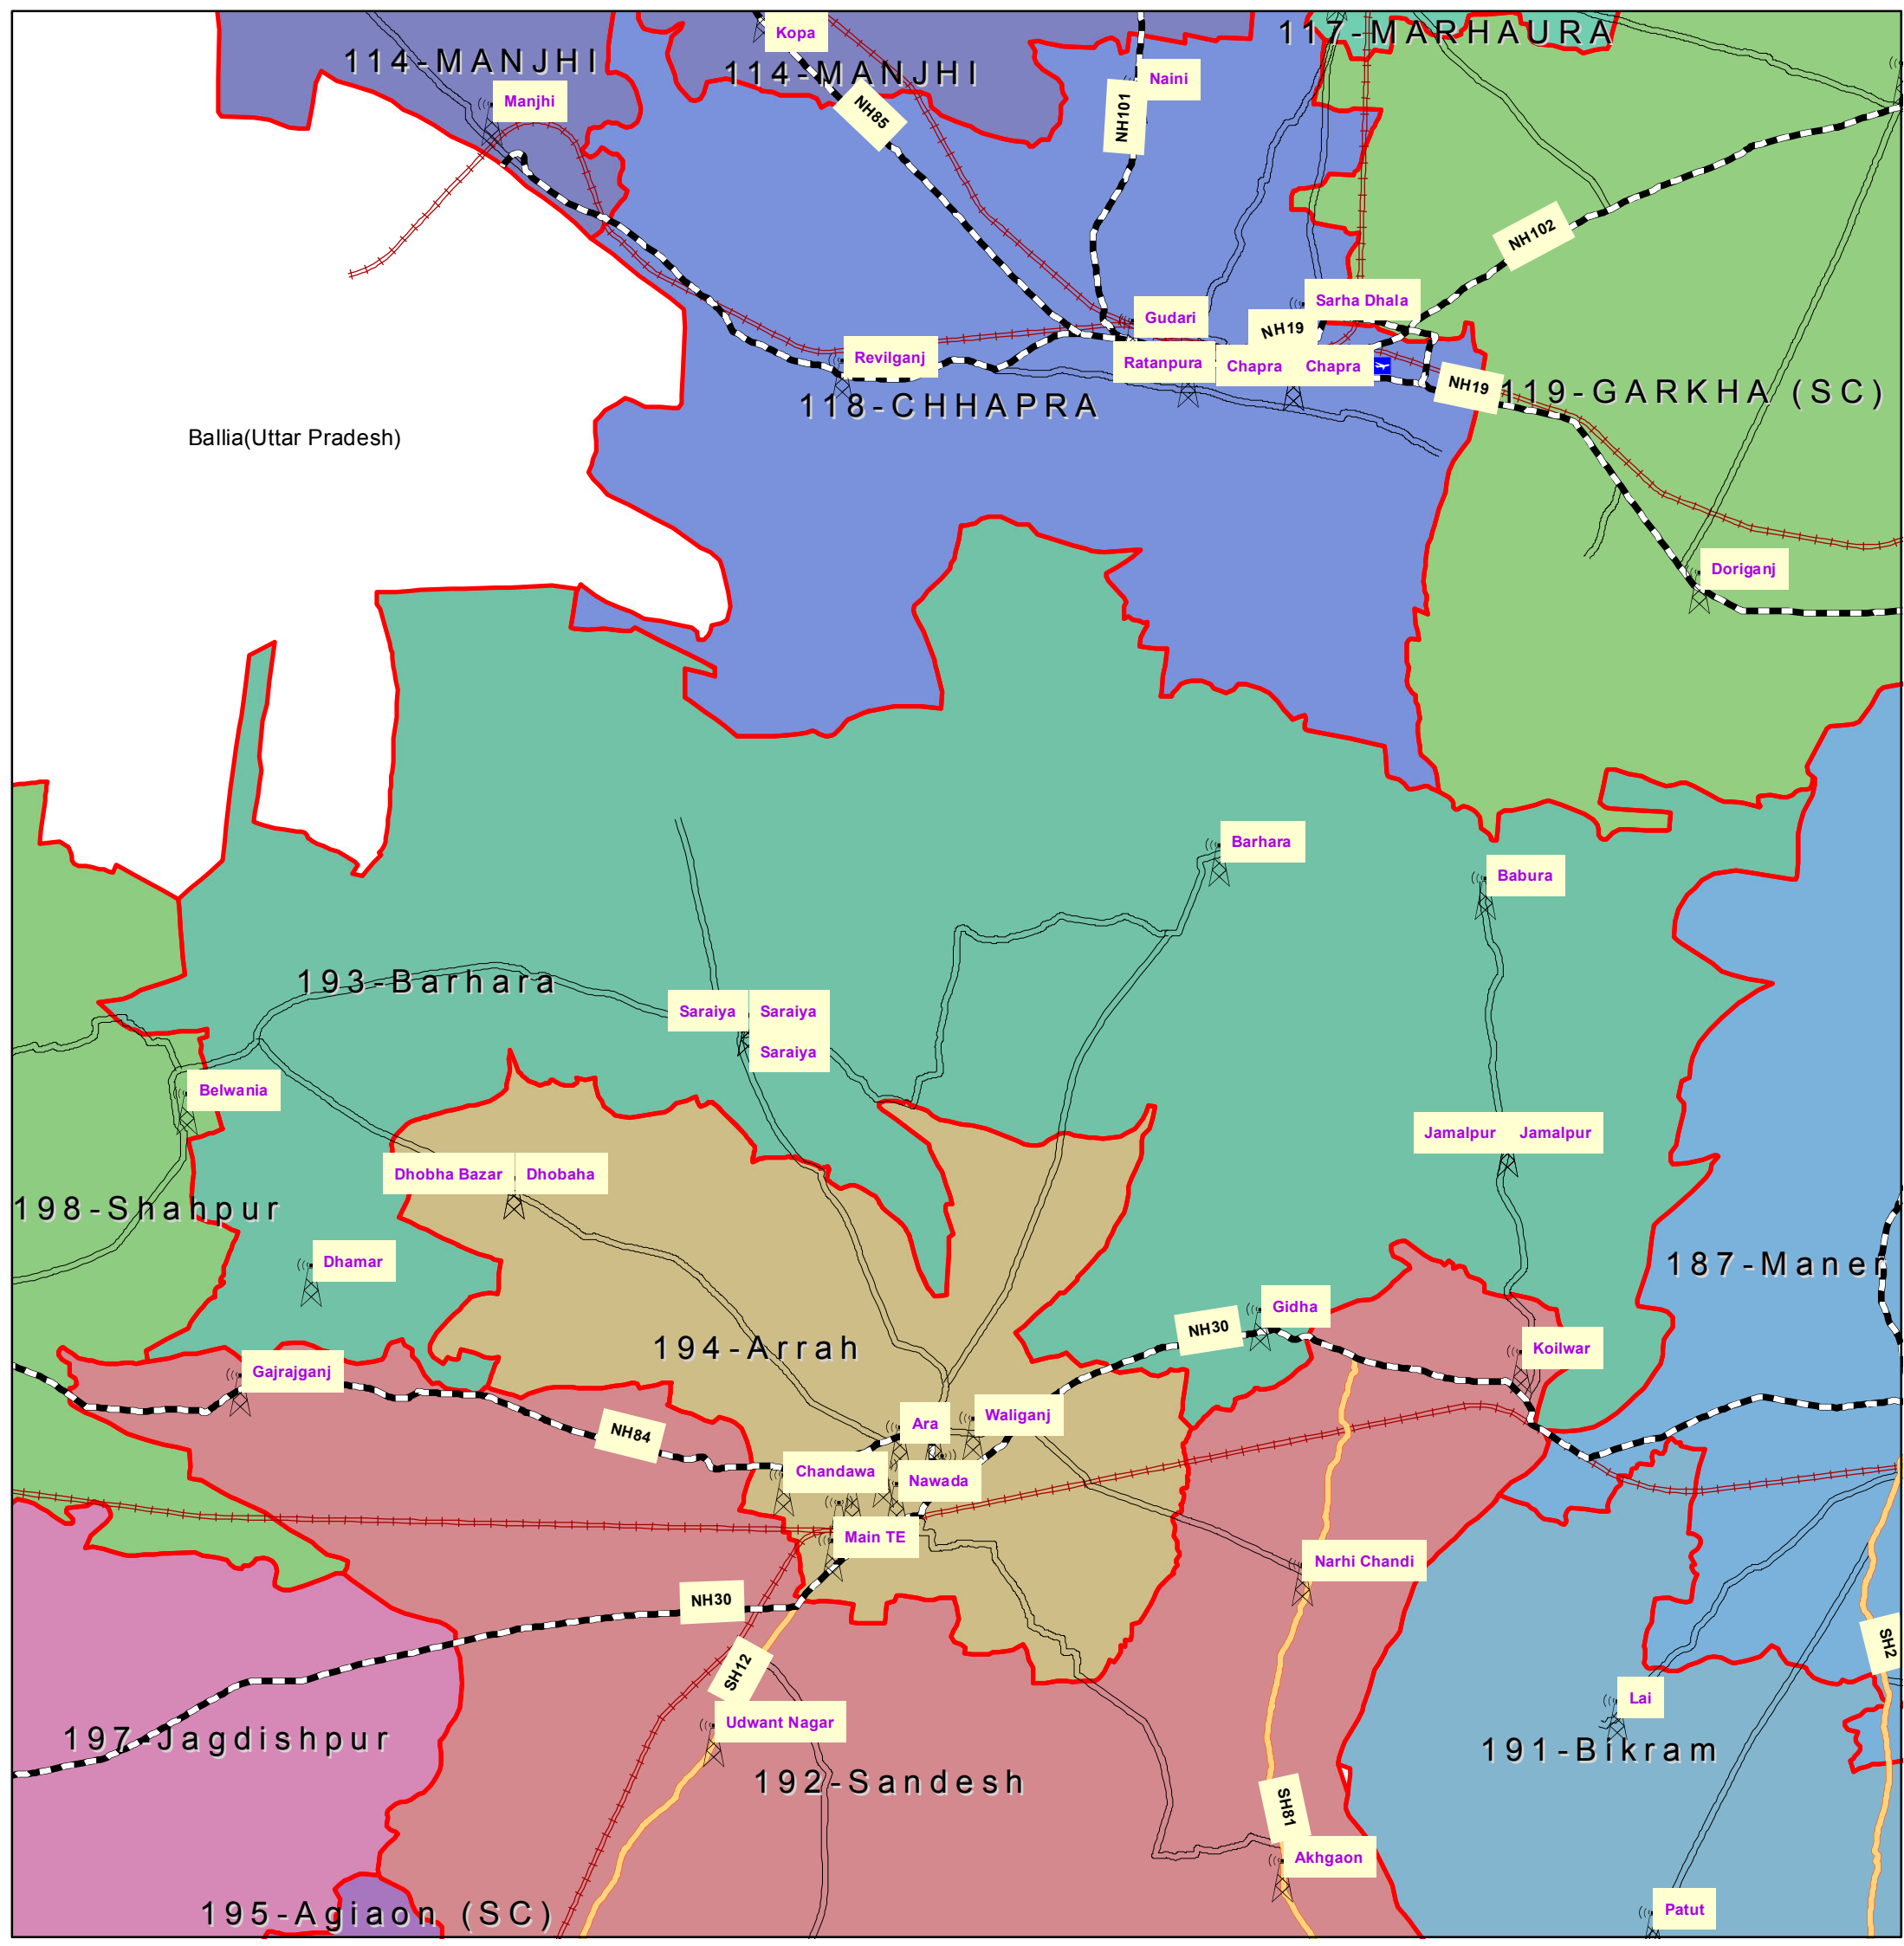 117-MARHAURA
Kopa
114-MANJHI
114-MANJHI
Naini
Manjhi
NH85
NH101
NH102
Sarha Dhala
Gudari
NH19
Revilganj
Ratanpura
Chapra
Chapra
NH19
119-GARKHA (SC)
118-CHHAPRA
Ballia(Uttar Pradesh)
Doriganj
Barhara
Babura
193-Barhara
Saraiya
Saraiya
Saraiya
Belwania
Jamalpur
Jamalpur
Dhobha Bazar
Dhobaha
198-Shahpur
Dhamar
187-Maner
Gidha
NH30
194-Arrah
Koilwar
Gajrajganj
Waliganj
Ara
NH84
Chandawa
Nawada
Main TE
Narhi Chandi
NH30
SH2
SH12
Lai
Udwant Nagar
197-Jagdishpur
191-Bikram
192-Sandesh
SH81
Akhgaon
195-Agiaon (SC)
Patut